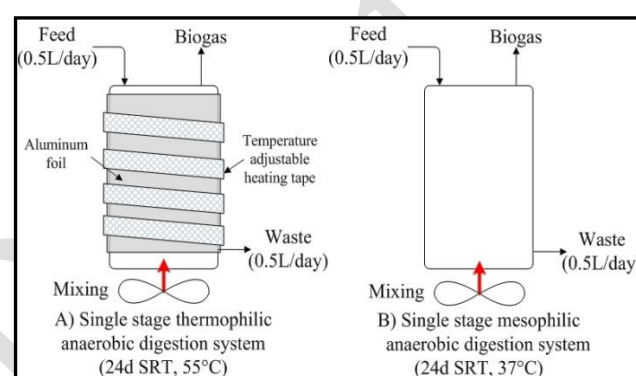 Feed
(0.5L/day)
Biogas
Aluminum
foil
Temperature
adjustable
heating tape
Waste
(0.5L/day)
Mixing
A) Single stage thermophilic
anaerobic digestion system
(24d SRT, 55°C)
Feed
(0.5L/day)
Biogas
Waste
(0.5L/day)
Mixing
B) Single stage mesophilic
anaerobic digestion system
(24d SRT, 37°C)